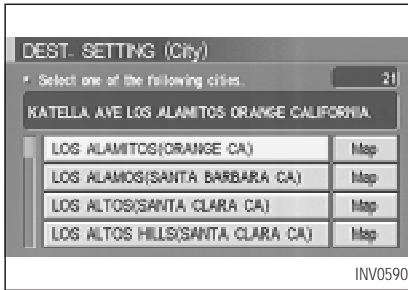 DEST. SETTING (City)
Select one of the following cities. 21
KATELLA AVE LOS ALAMITOS ORANGE CALIFORNIA
LOS ALAMITOS(ORANGE CA) Map
LOS ALAMOS(SANTA BARBARA CA) Map
LOS ALTOS(SANTA CLARA CA) Map
LOS ALTOS HILLS(SANTA CLARA CA) Map
INV0590